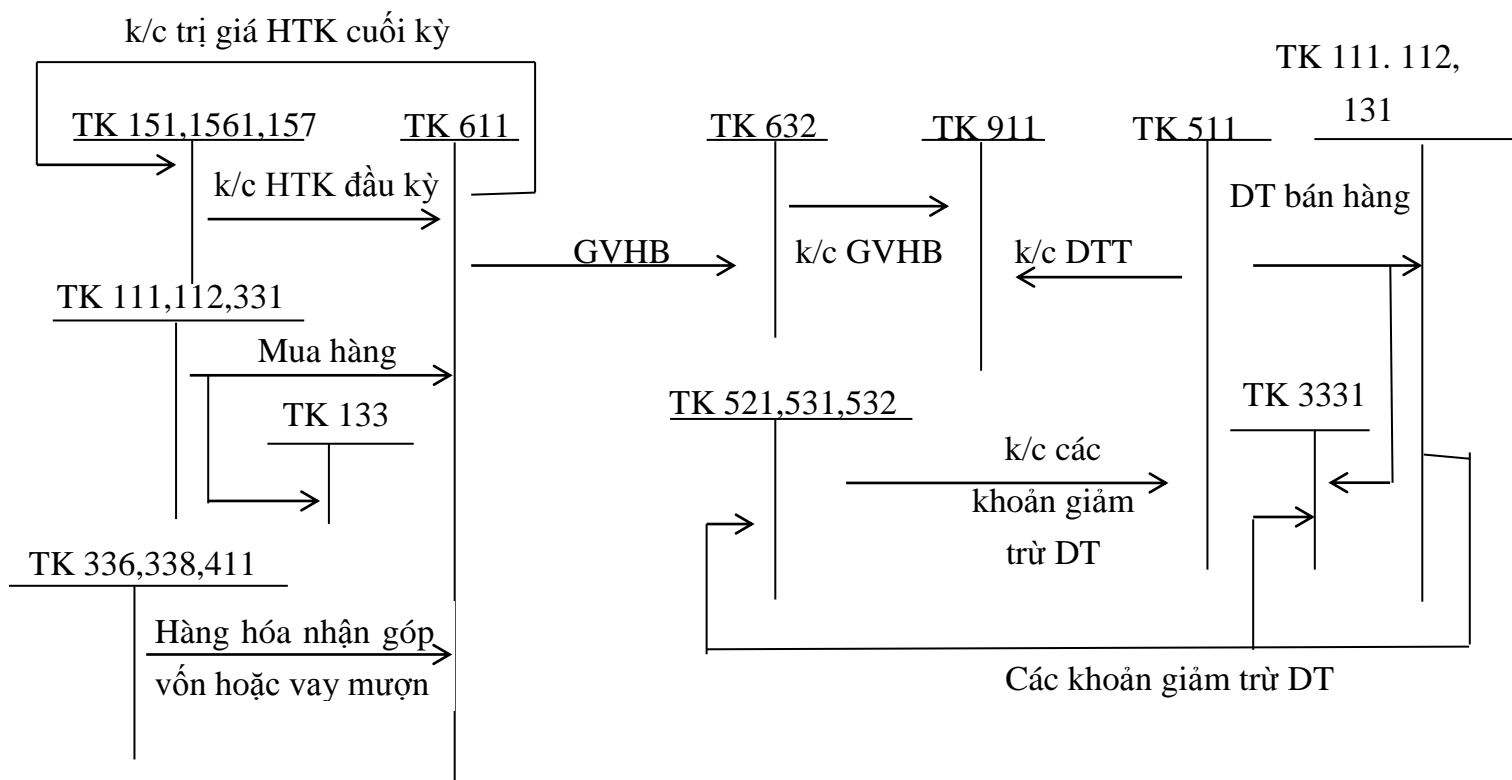 k/c trị giá HTK cuối kỳ
TK 111. 112,
131
TK 151,1561,157
TK 611
TK 632
TK 911
TK 511
k/c HTK đầu kỳ
DT bán hàng
GVHB
k/c GVHB
k/c DTT
TK 111,112,331
Mua hàng
TK 133
TK 521,531,532
TK 3331
k/c các
khoản giảm
trừ DT
TK 336,338,411
Hàng hóa nhận góp
vốn hoặc vay mượn
Các khoản giảm trừ DT